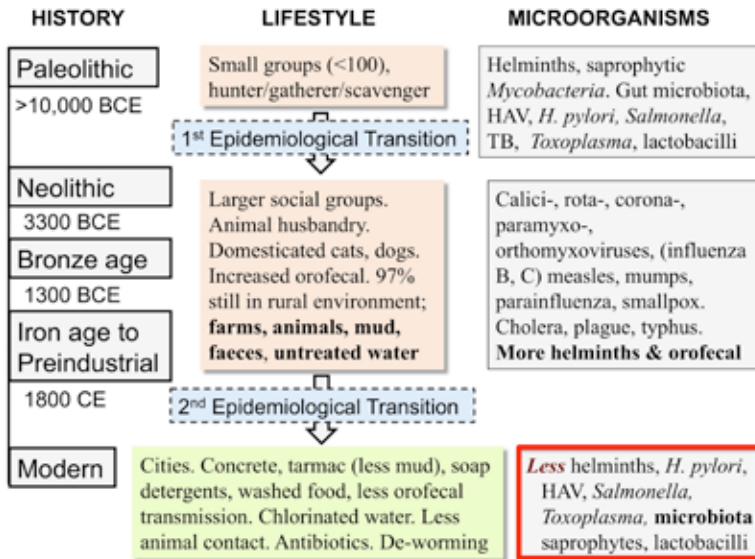 HISTORY
LIFESTYLE
MICROORGANISMS
Paleolithic
>10,000 BCE
Small groups (<100),
hunter/gatherer/scavenger
Helminths, saprophytic
Mycobacteria. Gut microbiota,
HAV, H. pylori, Salmonella,
TB, Toxoplasma, lactobacilli
1st Epidemiological Transition
Neolithic
3300 BCE
Bronze age
1300 BCE
Iron age to
Preindustrial
1800 CE
Larger social groups.
Animal husbandry.
Domesticated cats, dogs.
Increased orofecal. 97%
still in rural environment;
farms, animals, mud,
faeces, untreated water
Calici-, rota-, corona-,
paramyxo-,
orthomyxoviruses, (influenza
B, C) measles, mumps,
parainfluenza, smallpox.
Cholera, plague, typhus.
More helminths & orofecal
2nd Epidemiological Transition
Modern
Cities. Concrete, tarmac (less mud), soap
detergents, washed food, less orofecal
transmission. Chlorinated water. Less
animal contact. Antibiotics. De-worming
Less helminths, H. pylori,
HAV, Salmonella,
Toxoplasma, microbiota
saprophytes, lactobacilli